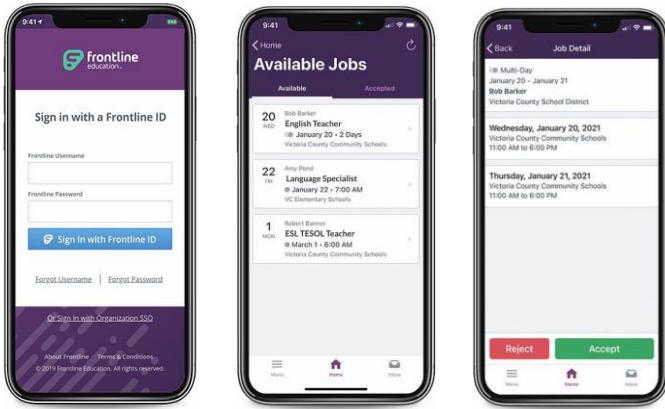 9:41
frontline
education™
Sign in with a Frontline ID
Frontline Username
Frontline Password
Sign In with Frontline ID
Forgot Username | Forgot Password
Or Sign In with Organization SSO
About Frontline Terms & Conditions
© 2019 Frontline Education. All rights reserved.
9:41
Home
Available Jobs
Available Accepted
20
WED
Bob Barker
English Teacher
January 20 • 2 Days
Victoria County Community Schools
22
FRI
Amy Pond
Language Specialist
January 22 • 7:00 AM
VC Elementary Schools
1
MON
Robert Banner
ESL TESOL Teacher
March 1 • 6:00 AM
Victoria County Community Schools
Menu Home Inbox
9:41
Back Job Detail
Multi-Day
January 20 - January 21
Bob Barker
Victoria County School District
Wednesday, January 20, 2021
Victoria County Community Schools
11:00 AM to 6:00 PM
Thursday, January 21, 2021
Victoria County Community Schools
11:00 AM to 6:00 PM
Reject Accept
Menu Home Inbox